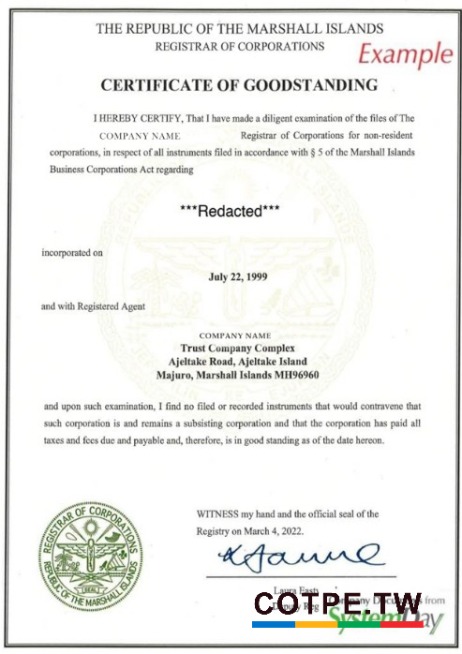 THE REPUBLIC OF THE MARSHALL ISLANDS
REGISTRAR OF CORPORATIONS
Example
CERTIFICATE OF GOODSTANDING
I HEREBY CERTIFY, That I have made a diligent examination of the files of The
COMPANY NAME Registrar of Corporations for non-resident
corporations, in respect of all instruments filed in accordance with § 5 of the Marshall Islands
Business Corporations Act regarding
***Redacted***
incorporated on
July 22, 1999
and with Registered Agent
COMPANY NAME
Trust Company Complex
Ajeltake Road, Ajeltake Island
Majuro, Marshall Islands MH96960
and upon such examination, I find no filed or recorded instruments that would contravene that
such corporation is and remains a subsisting corporation and that the corporation has paid all
taxes and fees due and payable and, therefore, is in good standing as of the date hereon.
REGISTRAR OF CORPORATIONS
REPUBLIC OF THE MARSHALL ISLANDS
SEAL
WITNESS my hand and the official seal of the
Registry on March 4, 2022.
Laura
COTPE.TW
from
SystemDay